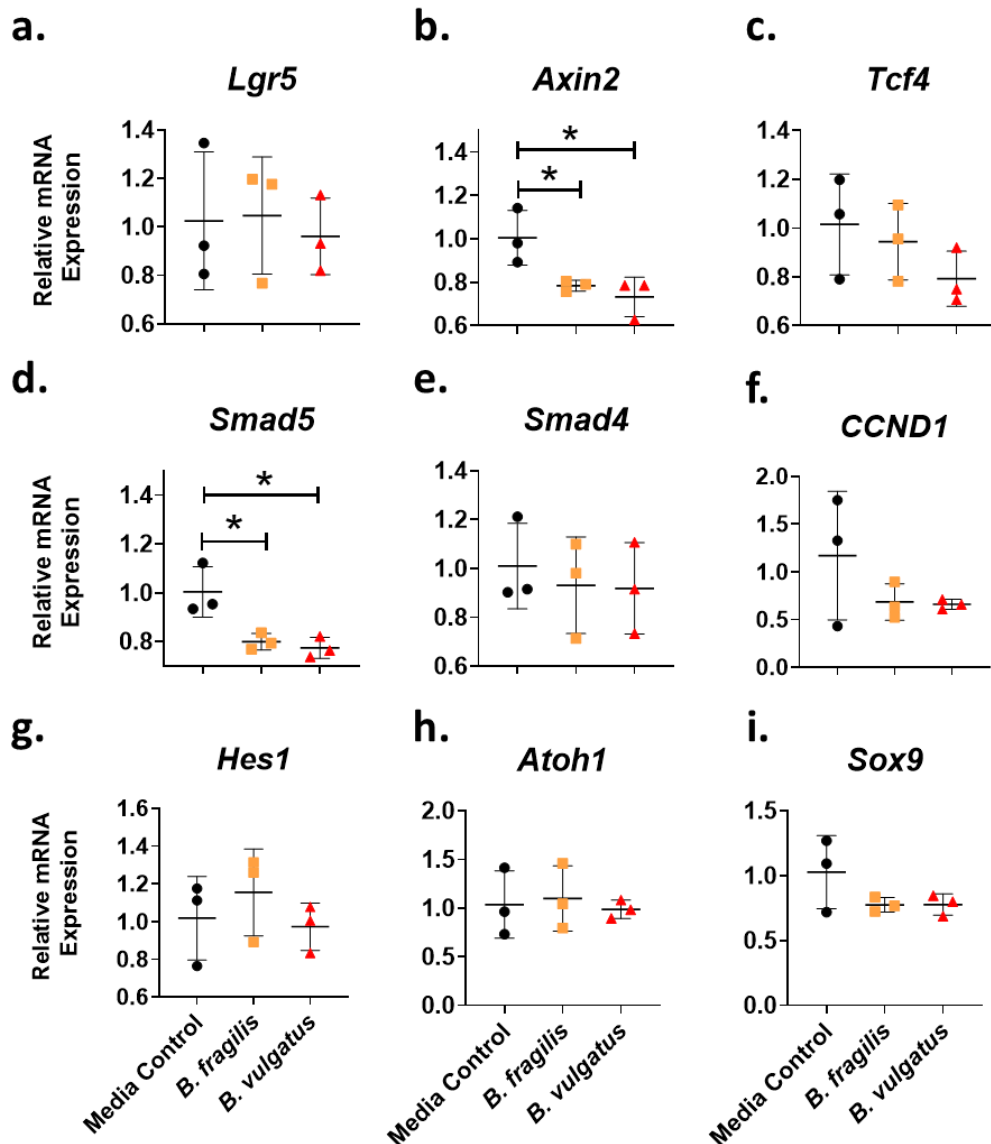 a.
b.
c.
Lgr5
Axin2
Tcf4
Relative mRNA
Expression
1.4
1.2
1.0
0.8
0.6
*
*
1.4
1.2
1.0
0.8
0.6
1.4
1.2
1.0
0.8
0.6
d.
e.
f.
Smad5
Smad4
CCND1
Relative mRNA
Expression
*
*
1.4
1.2
1.0
0.8
1.4
1.2
1.0
0.8
0.6
2.0
1.5
1.0
0.5
0.0
g.
h.
i.
Hes1
Atoh1
Sox9
Relative mRNA
Expression
1.6
1.4
1.2
1.0
0.8
0.6
2.0
1.5
1.0
0.5
0.0
1.5
1.0
0.5
0.0
Media Control
B. fragilis
B. vulgatus
Media Control
B. fragilis
B. vulgatus
Media Control
B. fragilis
B. vulgatus